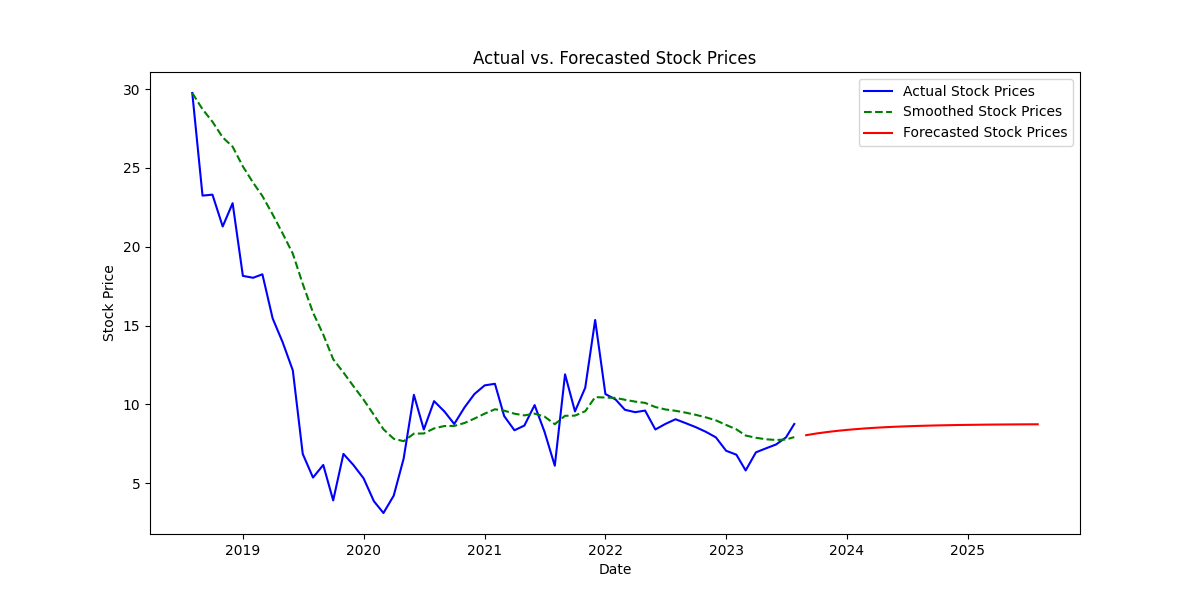 Actual vs. Forecasted Stock Prices
Actual Stock Prices
Smoothed Stock Prices
Forecasted Stock Prices
Stock Price
30
25
20
15
10
5
2019 2020 2021 2022 2023 2024 2025
Date